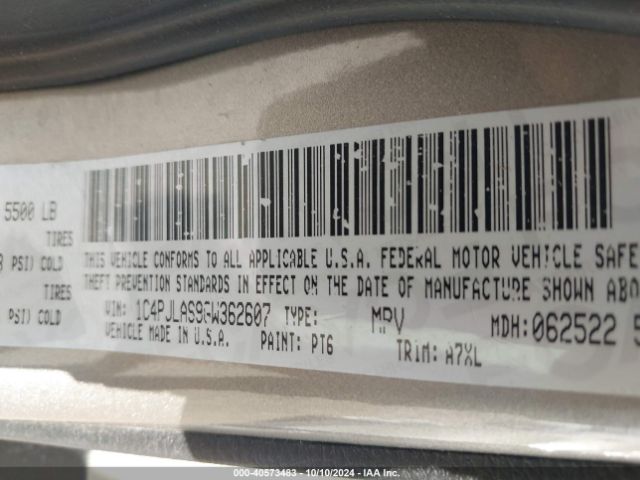 5500 LB
TIRES
PSI) COLD
THIS VEHICLE CONFORMS TO ALL APPLICABLE U.S.A. FEDERAL MOTOR VEHICLE SAFE
TIRES
THEFT PREVENTION STANDARDS IN EFFECT ON THE DATE OF MANUFACTURE SHOWN ABO
PSI) COLD
VIN: 1C4PJLAS9GW362607 TYPE: MPV MDH:062522 5
VEHICLE MADE IN U.S.A. PAINT: PT6 TRIM: A7XL
000-40573483 - 10/10/2024 - IAA Inc.